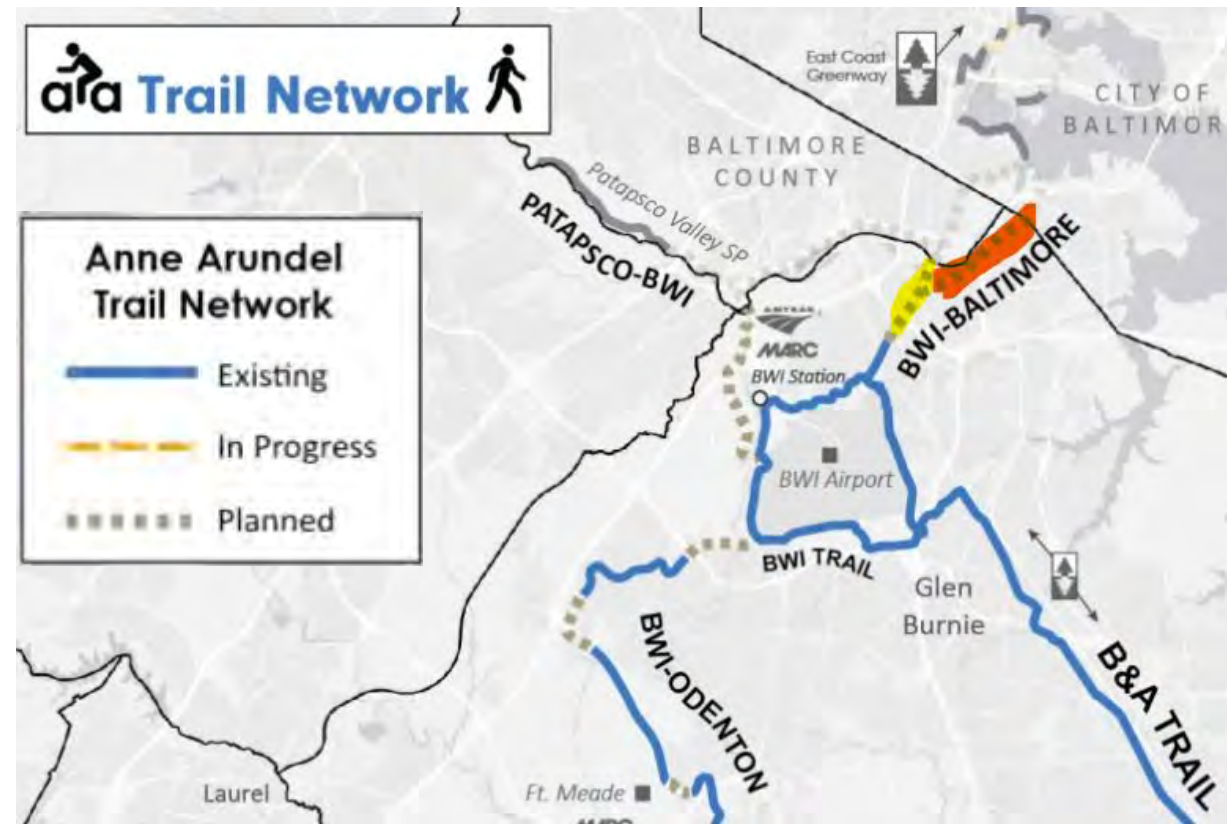 Trail Network
East Coast
Greenway
CITY OF
BALTIMOR
BALTIMORE
COUNTY
Patapsco Valley SP
PATAPSCO-BWI
Anne Arundel
Trail Network
Existing
In Progress
Planned
BWI-BALTIMORE
AMTRAK
MARC
BWI Station
BWI Airport
BWI TRAIL
Glen
Burnie
BWI-ODENTON
B&A TRAIL
Laurel
Ft. Meade
MARC